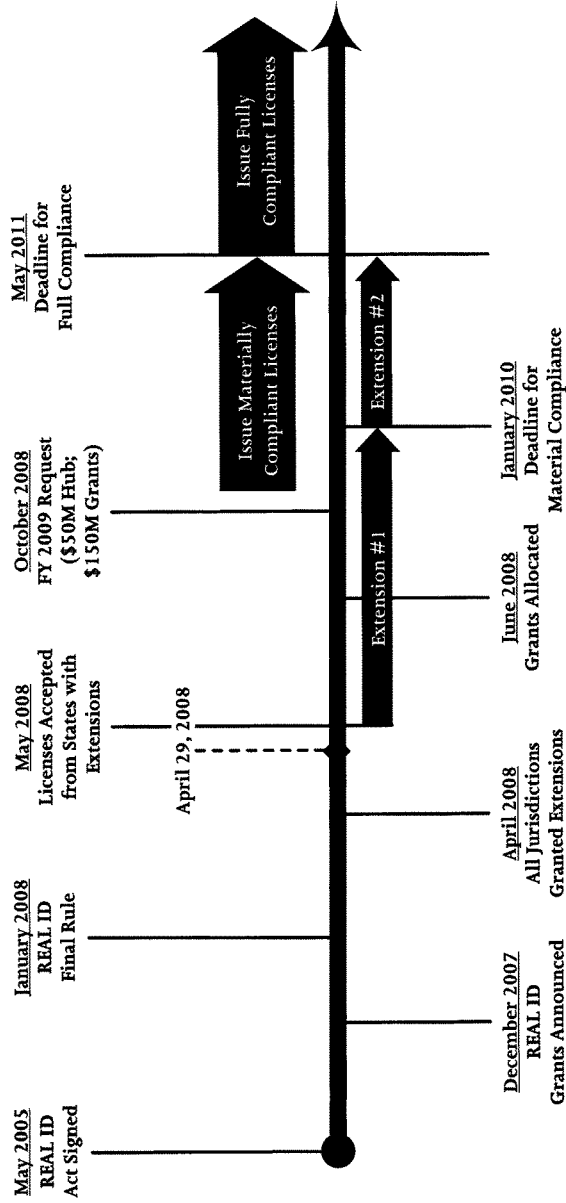 May 2005
REAL ID
Act Signed
January 2008
REAL ID
Final Rule
May 2008
Licenses Accepted
from States with
Extensions
October 2008
FY 2009 Request
($50M Hub;
$150M Grants)
May 2011
Deadline for
Full Compliance
April 29, 2008
Issue Materially
Compliant Licenses
Issue Fully
Compliant Licenses
Extension #1
Extension #2
December 2007
REAL ID
Grants Announced
April 2008
All Jurisdictions
Granted Extensions
June 2008
Grants Allocated
January 2010
Deadline for
Material Compliance